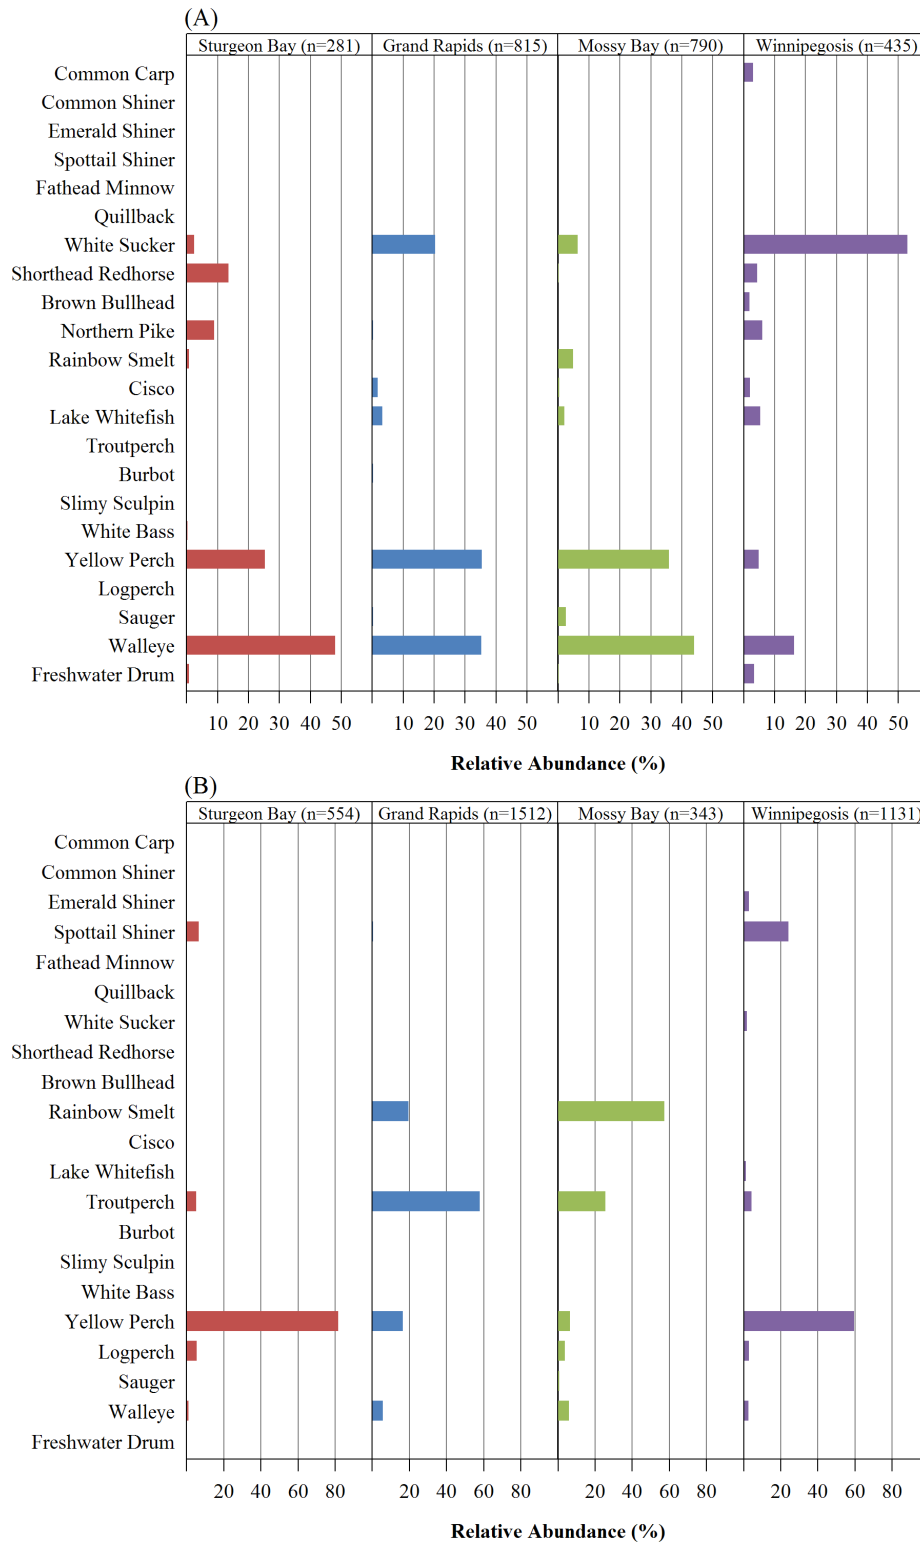 (A)
Sturgeon Bay (n=281) Grand Rapids (n=815) Mossy Bay (n=790) Winnipegosis (n=435)
Common Carp
Common Shiner
Emerald Shiner
Spottail Shiner
Fathead Minnow
Quillback
White Sucker
Shorthead Redhorse
Brown Bullhead
Northern Pike
Rainbow Smelt
Cisco
Lake Whitefish
Troutperch
Burbot
Slimy Sculpin
White Bass
Yellow Perch
Logperch
Sauger
Walleye
Freshwater Drum
10 20 30 40 50 10 20 30 40 50 10 20 30 40 50 10 20 30 40 50
Relative Abundance (%)
(B)
Sturgeon Bay (n=554) Grand Rapids (n=1512) Mossy Bay (n=343) Winnipegosis (n=1131)
Common Carp
Common Shiner
Emerald Shiner
Spottail Shiner
Fathead Minnow
Quillback
White Sucker
Shorthead Redhorse
Brown Bullhead
Rainbow Smelt
Cisco
Lake Whitefish
Troutperch
Burbot
Slimy Sculpin
White Bass
Yellow Perch
Logperch
Sauger
Walleye
Freshwater Drum
20 40 60 80 20 40 60 80 20 40 60 80 20 40 60 80
Relative Abundance (%)